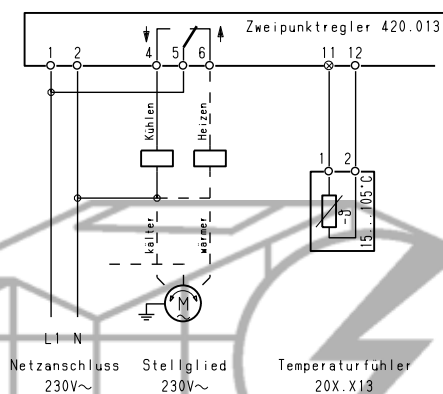 Zweipunktregler 420.013
1 2 4 5 6 11 12
Kühlen
Heizen
1 2
ϑ
15....105°C
kälter
wärmer
M
~
L1 N
Netzanschluss
230V~
Stellglied
230V~
Temperaturfühler
20X.X13